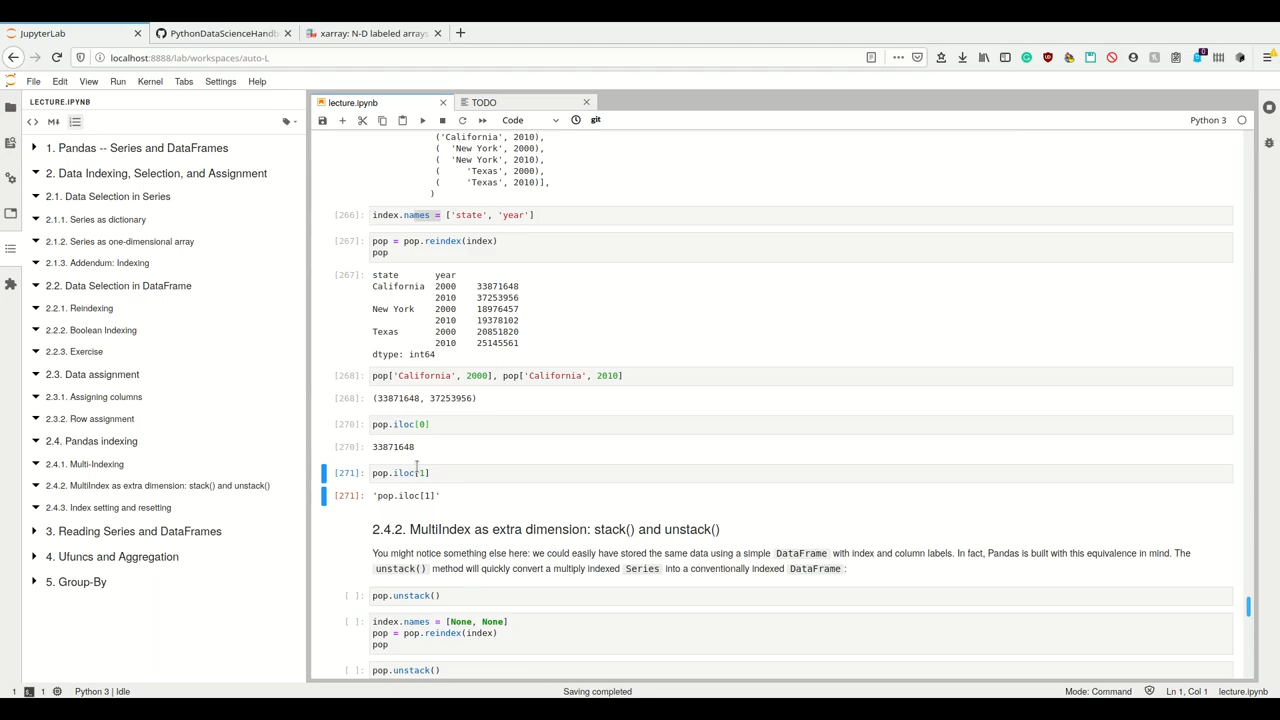 JupyterLab
PythonDataScienceHandb
xarray: N-D labeled arrays
localhost:8888/lab/workspaces/auto-L
File Edit View Run Kernel Tabs Settings Help
LECTURE.IPYNB
1. Pandas -- Series and DataFrames
2. Data Indexing, Selection, and Assignment
2.1. Data Selection in Series
2.1.1. Series as dictionary
2.1.2. Series as one-dimensional array
2.1.3. Addendum: Indexing
2.2. Data Selection in DataFrame
2.2.1. Reindexing
2.2.2. Boolean Indexing
2.2.3. Exercise
2.3. Data assignment
2.3.1. Assigning columns
2.3.2. Row assignment
2.4. Pandas indexing
2.4.1. Multi-Indexing
2.4.2. MultiIndex as extra dimension: stack() and unstack()
2.4.3. Index setting and resetting
3. Reading Series and DataFrames
4. Ufuncs and Aggregation
5. Group-By
lecture.ipynb
TODO
Code git Python 3
('California', 2010),
( 'New York', 2000),
( 'New York', 2010),
( 'Texas', 2000),
( 'Texas', 2010)],
)
[266]: index.names = ['state', 'year']
[267]: pop = pop.reindex(index)
pop
[267]: state year
California 2000 33871648
2010 37253956
New York 2000 18976457
2010 19378102
Texas 2000 20851820
2010 25145561
dtype: int64
[268]: pop['California', 2000], pop['California', 2010]
[268]: (33871648, 37253956)
[270]: pop.iloc[0]
[270]: 33871648
[271]: pop.iloc[1]
[271]: 'pop.iloc[1]'
2.4.2. MultiIndex as extra dimension: stack() and unstack()
You might notice something else here: we could easily have stored the same data using a simple DataFrame with index and column labels. In fact, Pandas is built with this equivalence in mind. The
unstack() method will quickly convert a multiply indexed Series into a conventionally indexed DataFrame :
[ ]: pop.unstack()
[ ]: index.names = [None, None]
pop = pop.reindex(index)
pop
[ ]: pop.unstack()
1 1 Python 3 | Idle Saving completed Mode: Command Ln 1, Col 1 lecture.ipynb